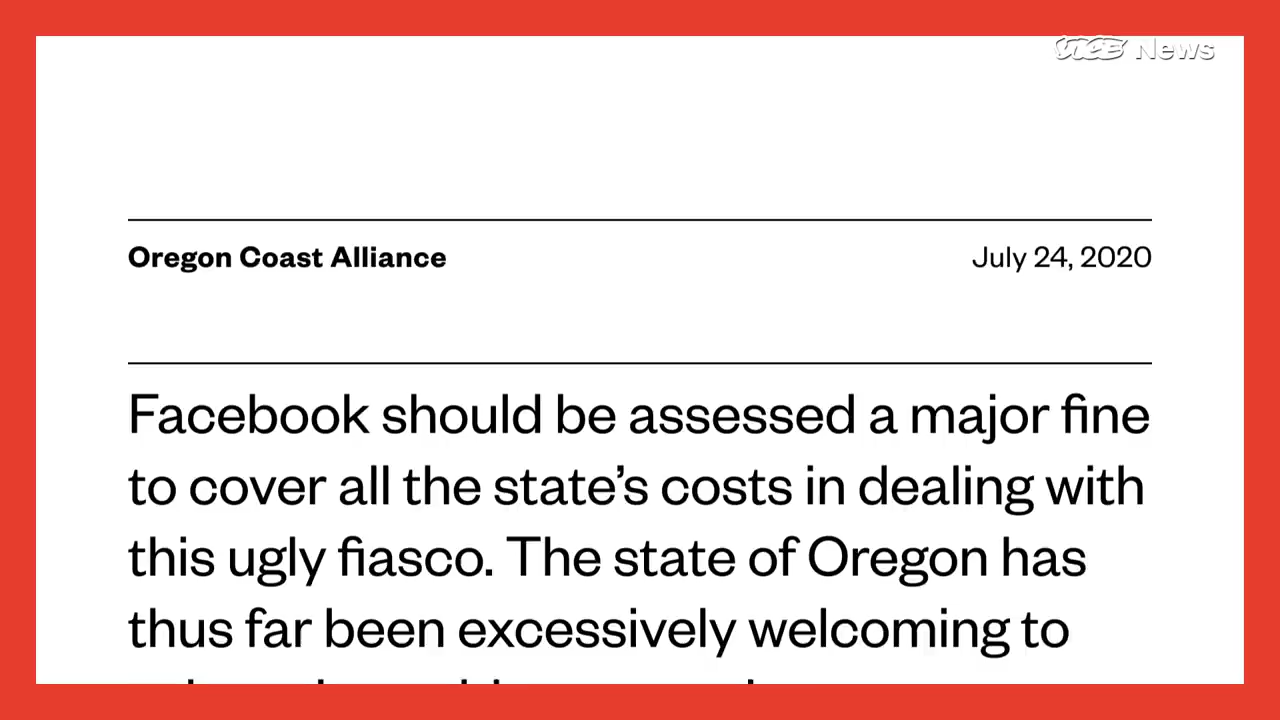 VICE News
Oregon Coast Alliance
July 24, 2020
Facebook should be assessed a major fine
to cover all the state’s costs in dealing with
this ugly fiasco. The state of Oregon has
thus far been excessively welcoming to